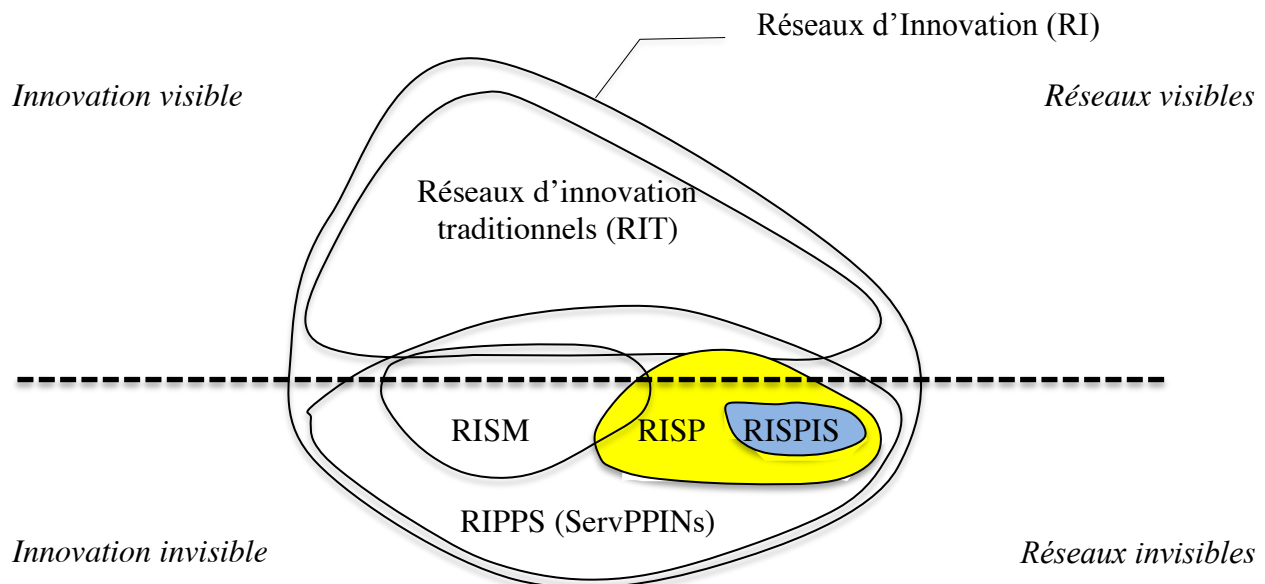 Réseaux d’Innovation (RI)
Innovation visible
Réseaux visibles
Réseaux d’innovation
traditionnels (RIT)
RISM
RISP
RISPIS
RIPPS (ServPPINs)
Innovation invisible
Réseaux invisibles